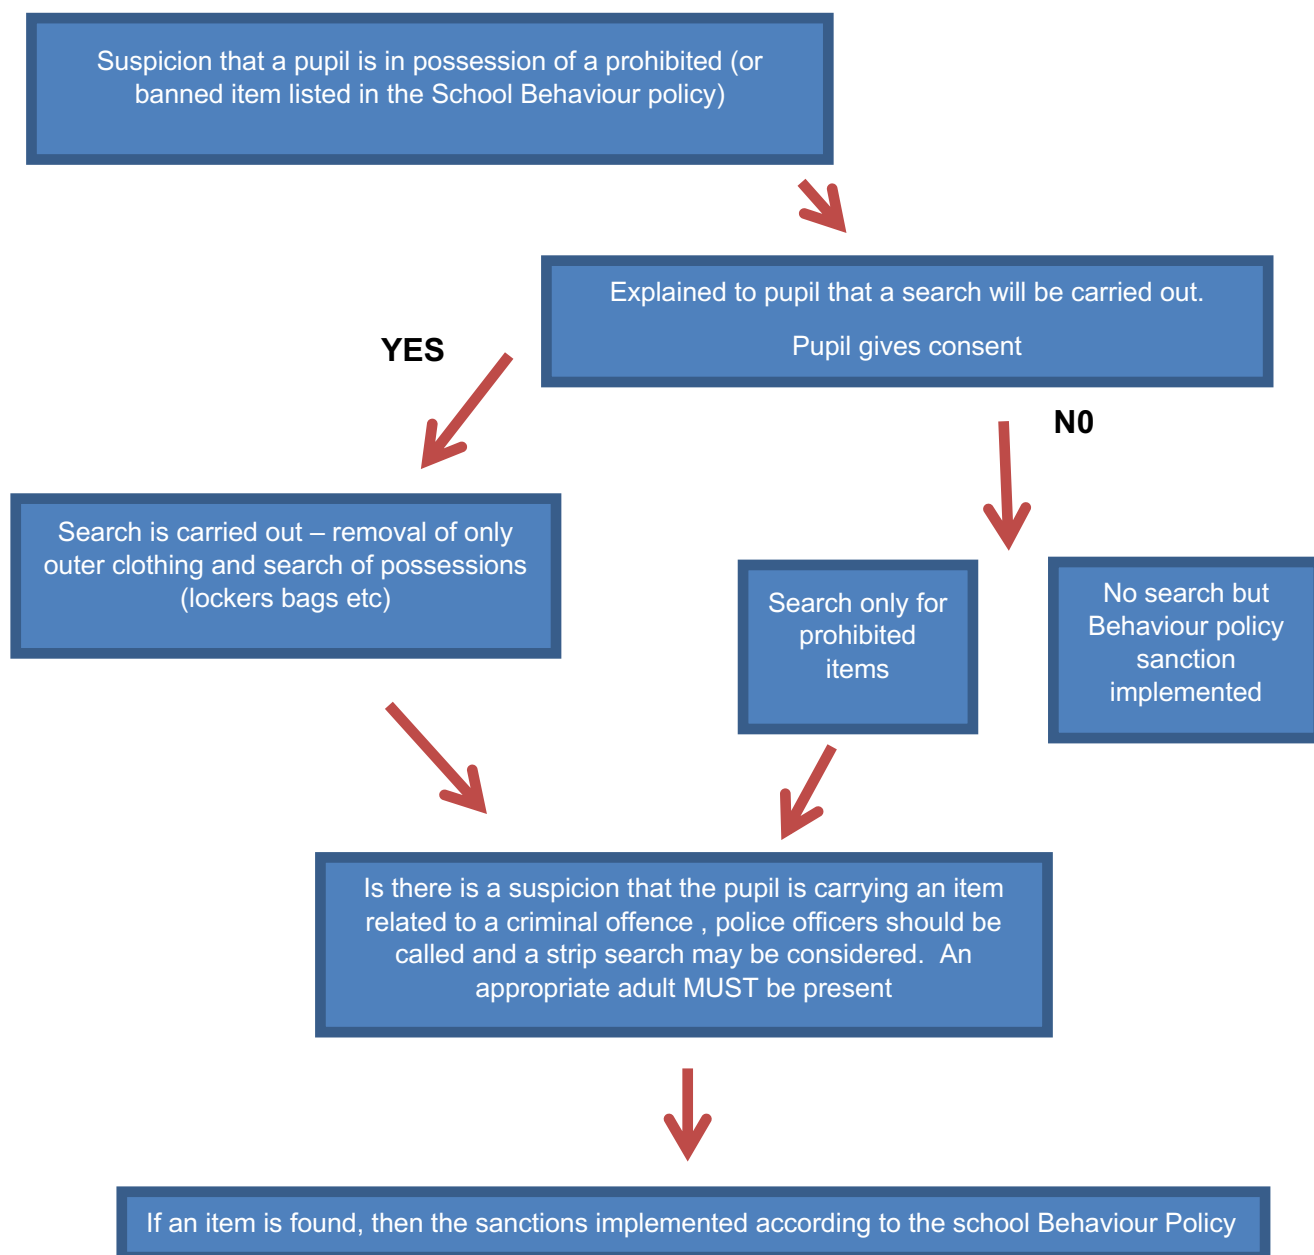 Suspicion that a pupil is in possession of a prohibited (or
banned item listed in the School Behaviour policy)
Explained to pupil that a search will be carried out.
Pupil gives consent
YES
N0
Search is carried out – removal of only
outer clothing and search of possessions
(lockers bags etc)
Search only for
prohibited
items
No search but
Behaviour policy
sanction
implemented
Is there is a suspicion that the pupil is carrying an item
related to a criminal offence , police officers should be
called and a strip search may be considered.  An
appropriate adult MUST be present
If an item is found, then the sanctions implemented according to the school Behaviour Policy